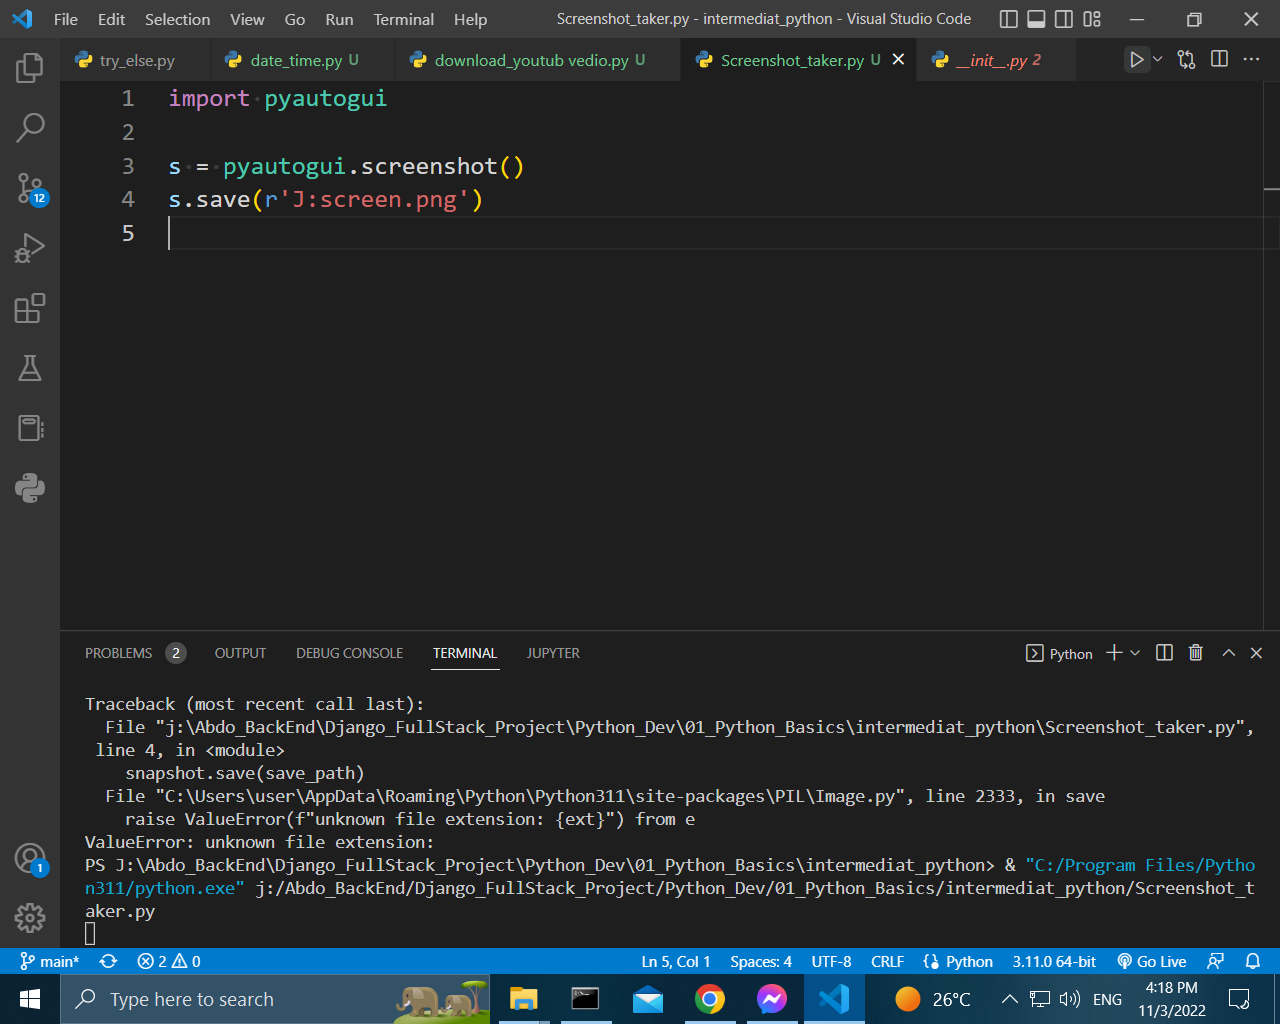 File Edit Selection View Go Run Terminal Help Screenshot_taker.py - intermediat_python - Visual Studio Code
try_else.py date_time.py U download_youtub vedio.py U Screenshot_taker.py U __init__.py 2
1 import pyautogui
2
3 s = pyautogui.screenshot()
4 s.save(r'J:screen.png')
5
12
PROBLEMS 2 OUTPUT DEBUG CONSOLE TERMINAL JUPYTER Python
Traceback (most recent call last):
File "j:\Abdo_BackEnd\Django_FullStack_Project\Python_Dev\01_Python_Basics\intermediat_python\Screenshot_taker.py",
line 4, in <module>
snapshot.save(save_path)
File "C:\Users\user\AppData\Roaming\Python\Python311\site-packages\PIL\Image.py", line 2333, in save
raise ValueError(f"unknown file extension: {ext}") from e
ValueError: unknown file extension:
PS J:\Abdo_BackEnd\Django_FullStack_Project\Python_Dev\01_Python_Basics\intermediat_python> & "C:/Program Files/Pytho
n311/python.exe" j:/Abdo_BackEnd/Django_FullStack_Project/Python_Dev/01_Python_Basics/intermediat_python/Screenshot_t
aker.py
1
main* 2 0 Ln 5, Col 1 Spaces: 4 UTF-8 CRLF Python 3.11.0 64-bit Go Live
Type here to search 26°C ENG 4:18 PM
11/3/2022